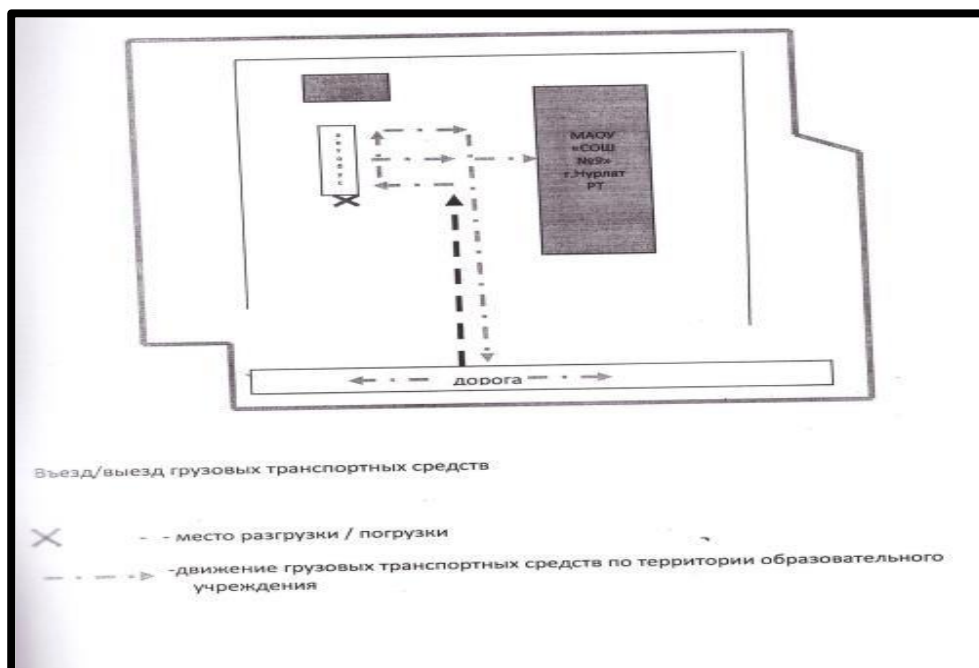 МАОУ
«СОШ
№9»
г.Нурлат
РТ
автобус
дорога
Въезд/выезд грузовых транспортных средств
- - место разгрузки / погрузки
-движение грузовых транспортных средств по территории образовательного
учреждения